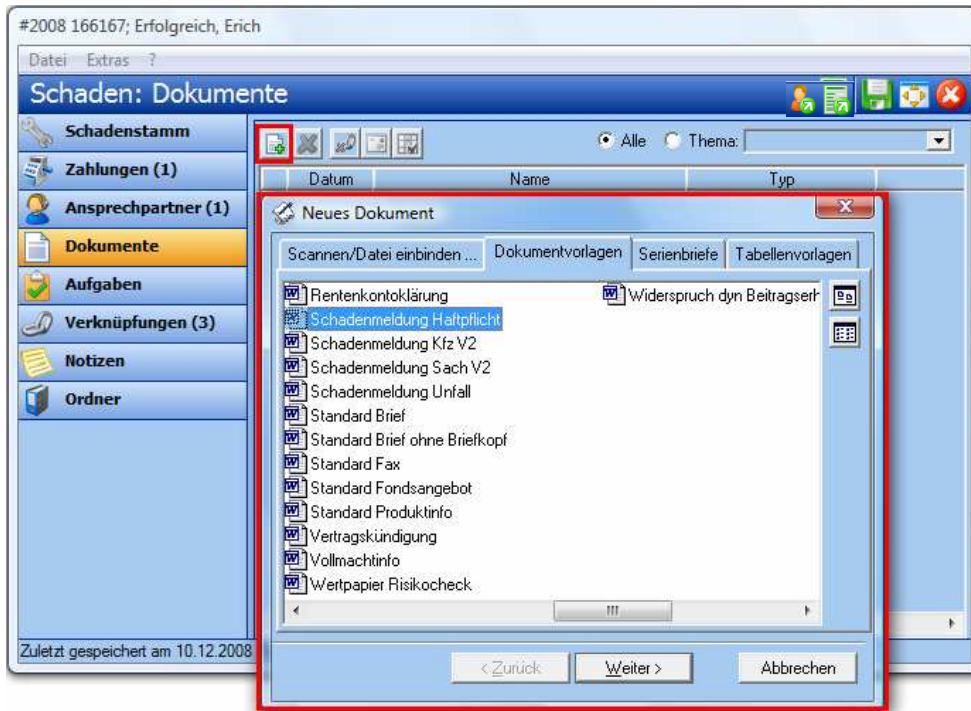 #2008 166167; Erfolgreich, Erich
Datei Extras ?
Schaden: Dokumente
Schadenstamm
Zahlungen (1)
Ansprechpartner (1)
Dokumente
Aufgaben
Verknüpfungen (3)
Notizen
Ordner
Alle Thema:
Datum Name Typ
Neues Dokument
Scannen/Datei einbinden ... Dokumentvorlagen Serienbriefe Tabellenvorlagen
Rentenkontoklärung
Schadenmeldung Haftpflicht
Schadenmeldung Kfz V2
Schadenmeldung Sach V2
Schadenmeldung Unfall
Standard Brief
Standard Brief ohne Briefkopf
Standard Fax
Standard Fondsangebot
Standard Produktinfo
Vertragskündigung
Vollmachtinfo
Wertpapier Risikocheck
Widerspruch dyn Beitragserh
< Zurück Weiter > Abbrechen
Zuletzt gespeichert am 10.12.2008